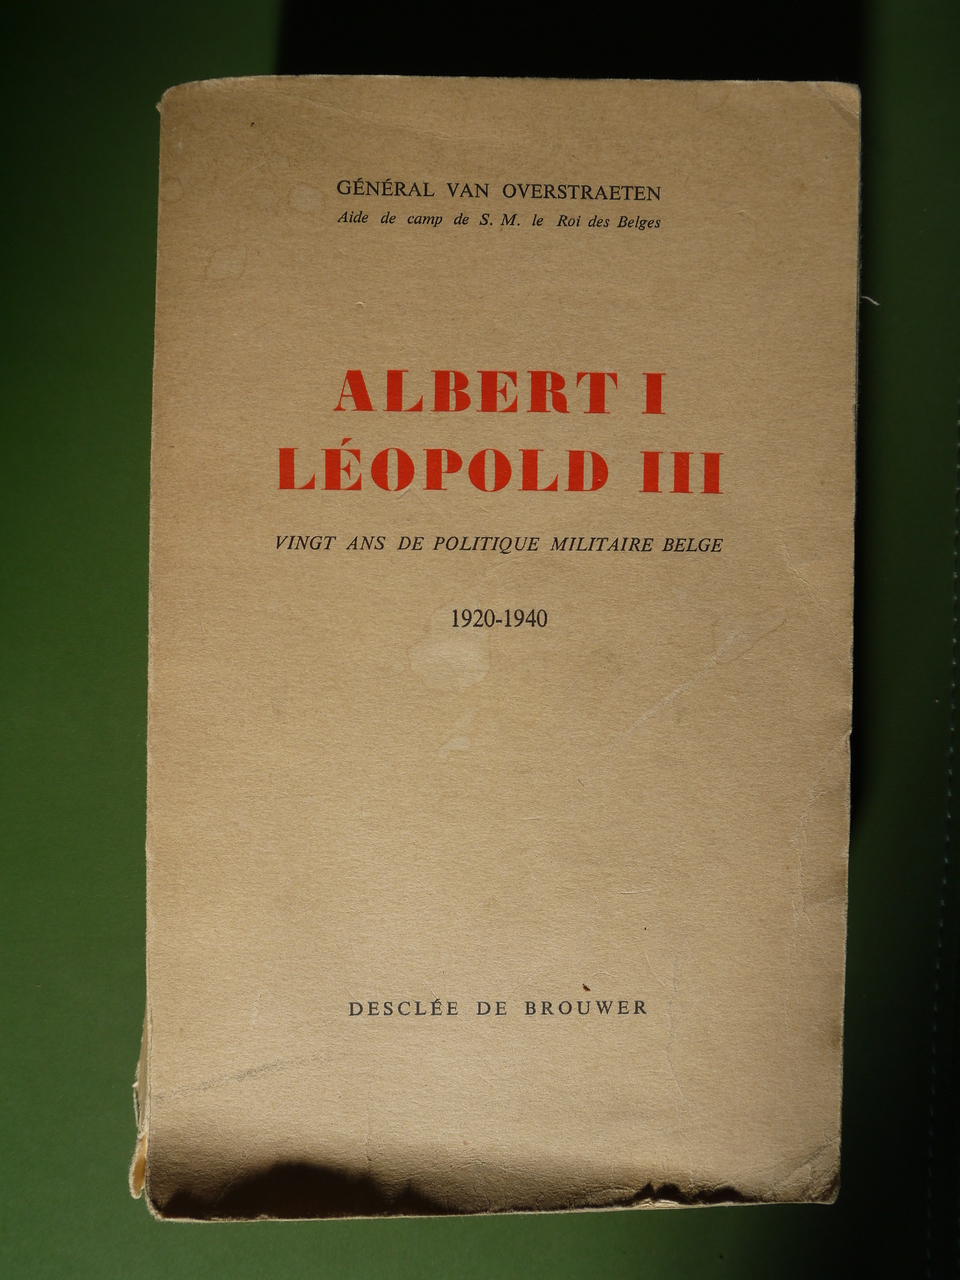 GÉNÉRAL VAN OVERSTRAETEN
Aide de camp de S. M. le Roi des Belges
ALBERT I
LÉOPOLD III
VINGT ANS DE POLITIQUE MILITAIRE BELGE
1920-1940
DESCLÉE DE BROUWER